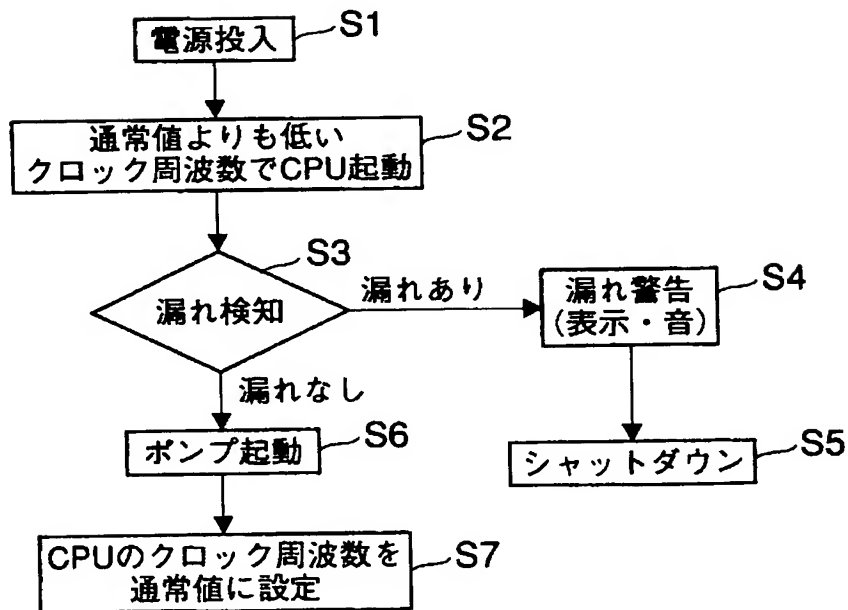 電源投入
S1
通常値よりも低い
クロック周波数でCPU起動
S2
漏れ検知
S3
漏れあり
漏れ警告
(表示・音)
S4
漏れなし
シャットダウン
S5
ポンプ起動
S6
CPUのクロック周波数を
通常値に設定
S7